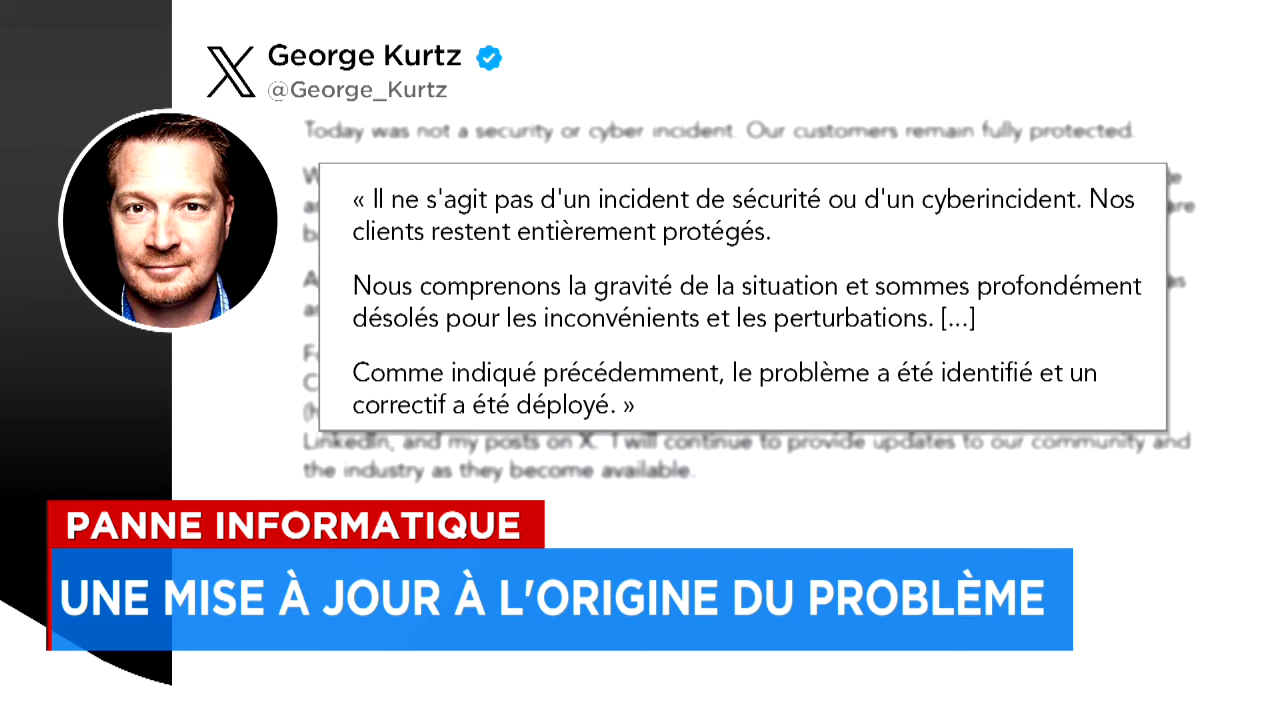 George Kurtz
@George_Kurtz
Today was not a security or cyber incident. Our customers remain fully protected.
« Il ne s'agit pas d'un incident de sécurité ou d'un cyberincident. Nos
clients restent entièrement protégés.
Nous comprenons la gravité de la situation et sommes profondément
désolés pour les inconvénients et les perturbations. [...]
Comme indiqué précédemment, le problème a été identifié et un
correctif a été déployé. »
LinkedIn, and my posts on X. I will continue to provide updates to our community and
the industry as they become available.
PANNE INFORMATIQUE
UNE MISE À JOUR À L'ORIGINE DU PROBLÈME